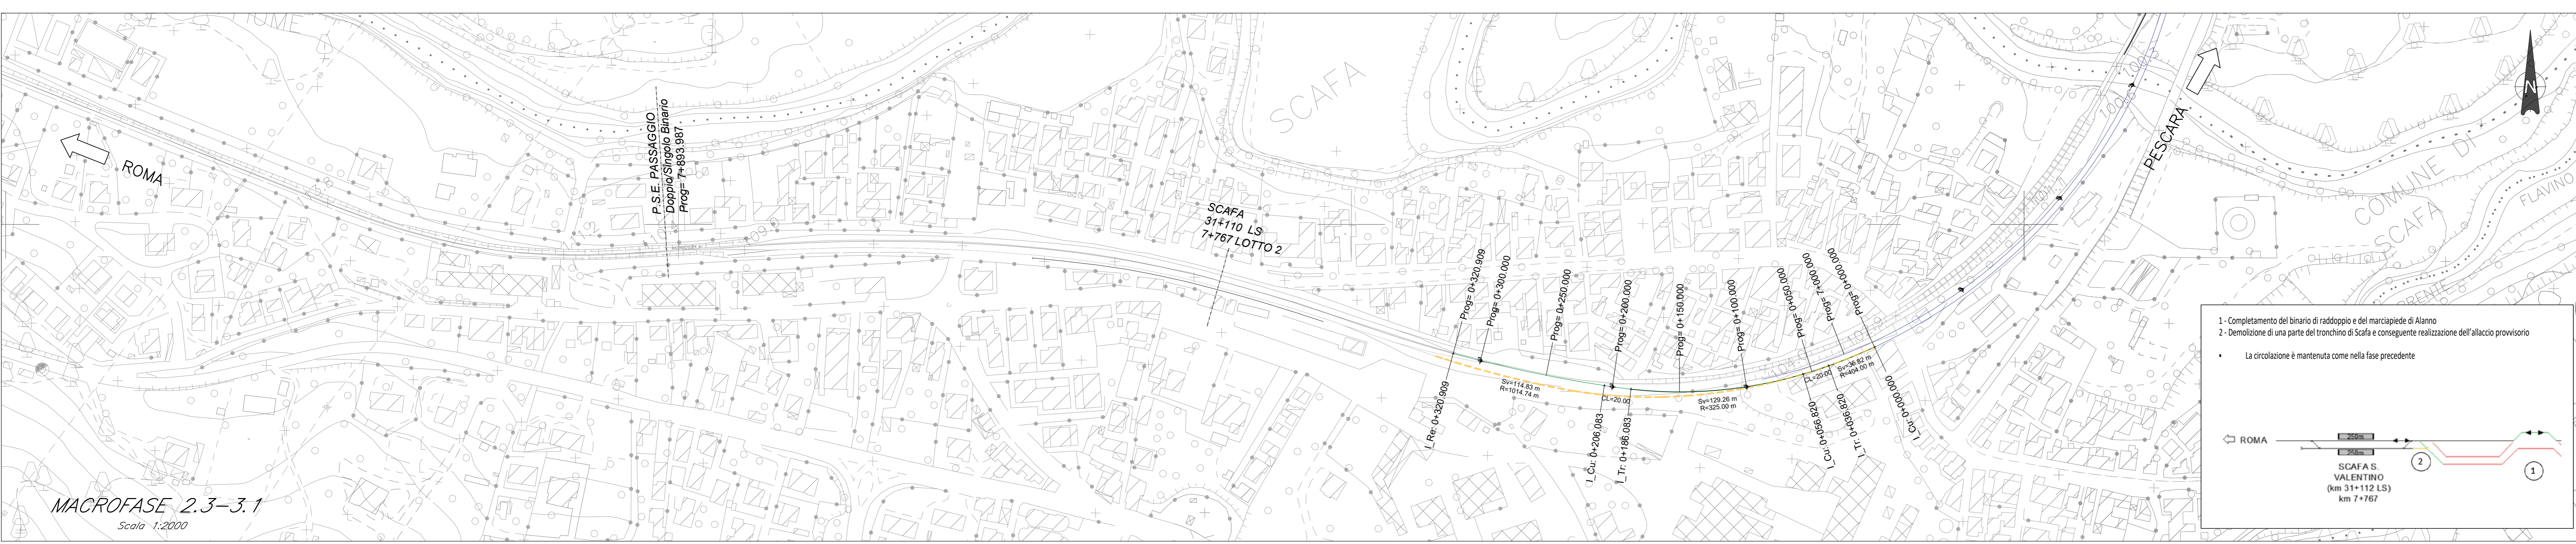 ROMA
P.S.E. PASSAGGIO
Doppio/Singolo Binario
Prog= 7+893.987
SCAFA
SCAFA
31+110 LS
7+767 LOTTO 2
Prog= 0+320.909
Prog= 0+300.000
Prog= 0+250.000
Prog= 0+200.000
Prog= 0+150.000
Prog= 0+100.000
Prog= 0+050.000
Prog= 7+000.000
Prog= 0+000.000
Sv=114.83 m
R=1014.74 m
CL=20.00
Sv=129.26 m
R=325.00 m
CL=20.00
Sv=36.82 m
R=404.00 m
I_Re: 0+320.909
I_Cu: 0+206.083
I_Tr: 0+186.083
I_Cu: 0+056.820
I_Tr: 0+036.820
I_Cu: 0+000.000
PESCARA
N
COMUNE DI
SCAFA
FLAVINO
MACROFASE 2.3-3.1
Scala 1:2000
1 - Completamento del binario di raddoppio e del marciapiede di Alanno
2 - Demolizione di una parte del tronchino di Scafa e conseguente realizzazione dell'allaccio provvisorio
• La circolazione è mantenuta come nella fase precedente
ROMA
250m
250m
SCAFA S.
VALENTINO
(km 31+112 LS)
km 7+767
2
1